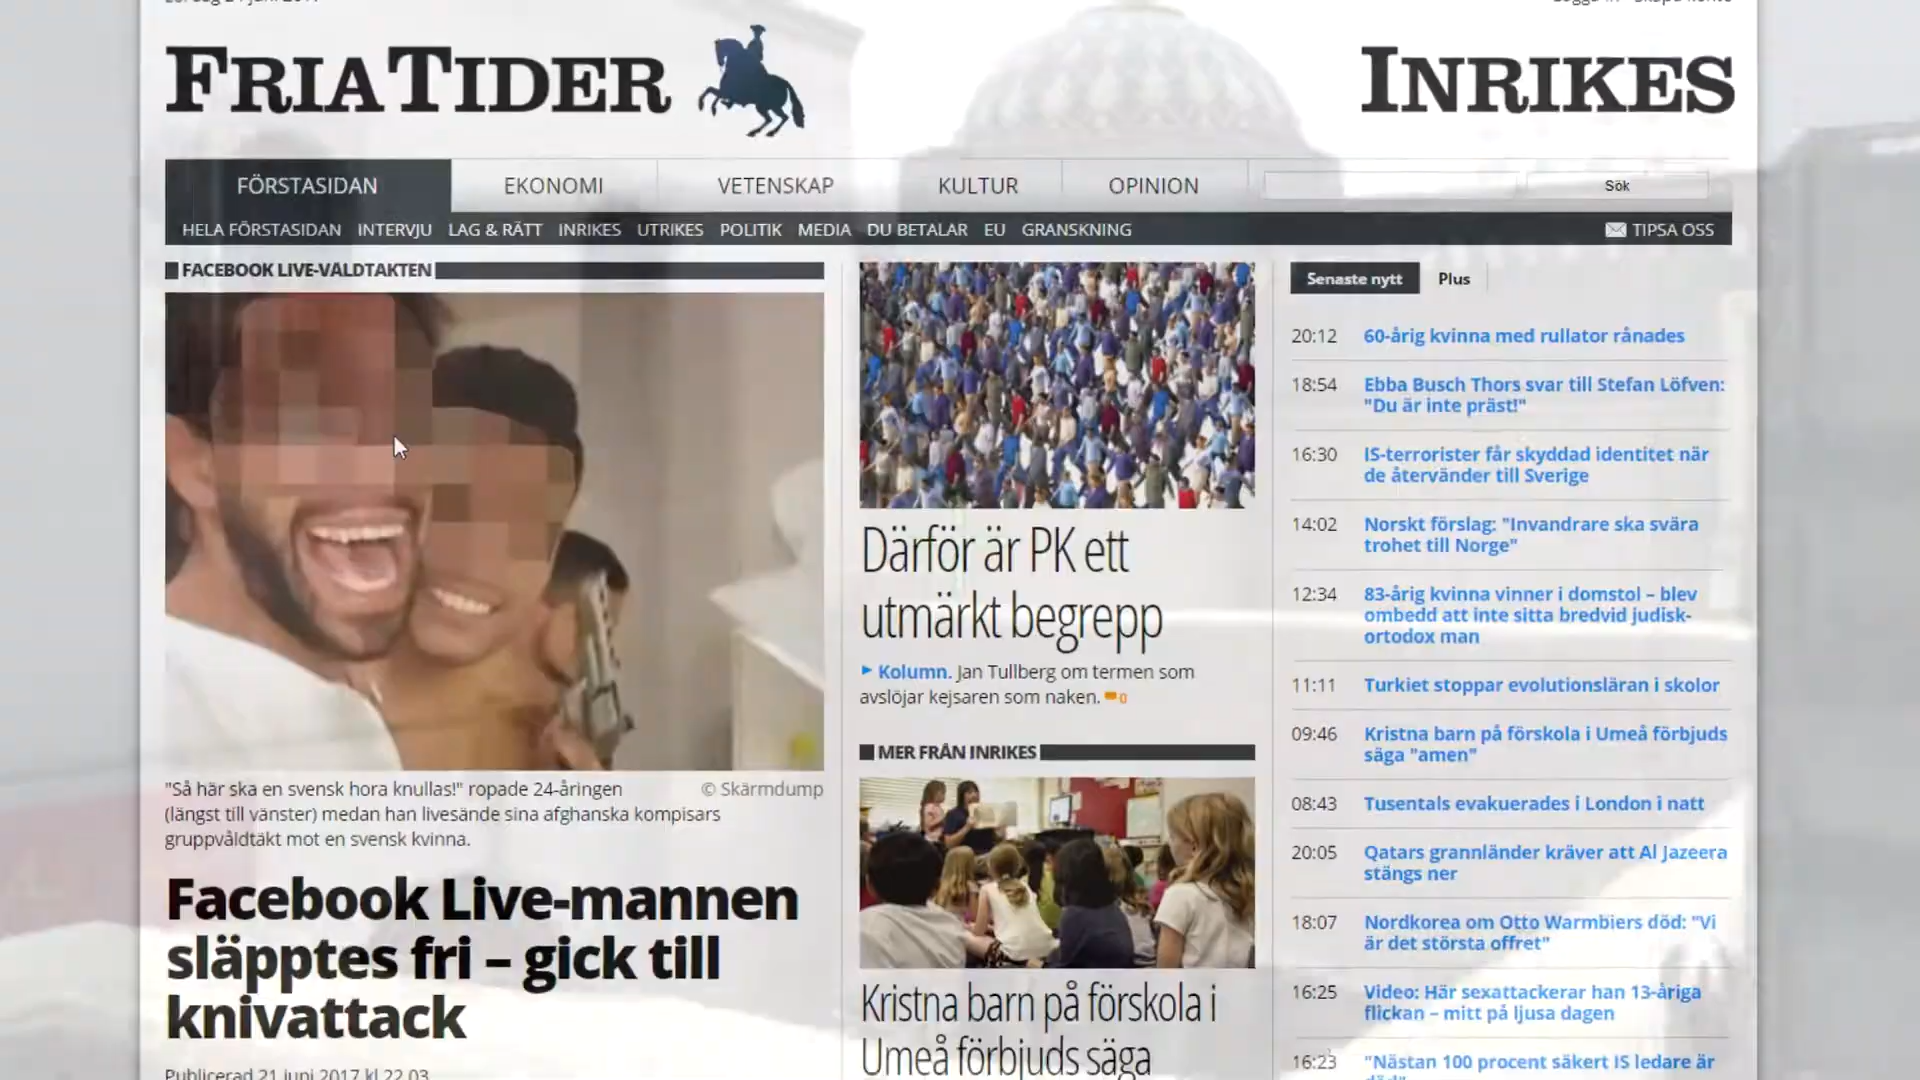 FRIA TIDER
INRIKES
FÖRSTASIDAN
EKONOMI
VETENSKAP
KULTUR
OPINION
Sök
HELA FÖRSTASIDAN INTERVJU LAG & RÄTT INRIKES UTRIKES POLITIK MEDIA DU BETALAR EU GRANSKNING
TIPSA OSS
FACEBOOK LIVE-VÅLDTÄKTEN
"Så här ska en svensk hora knullas!" ropade 24-åringen
© Skärmdump
(längst till vänster) medan han livesände sina afghanska kompisars
gruppvåldtäkt mot en svensk kvinna.
Facebook Live-mannen
släpptes fri – gick till
knivattack
Publicerad 21 juni 2017 kl 22.03
Därför är PK ett
utmärkt begrepp
Kolumn. Jan Tullberg om termen som
avslöjar kejsaren som naken. 0
MER FRÅN INRIKES
Kristna barn på förskola i
Umeå förbjuds säga
Senaste nytt
Plus
20:12 60-årig kvinna med rullator rånades
18:54 Ebba Busch Thors svar till Stefan Löfven:
"Du är inte präst!"
16:30 IS-terrorister får skyddad identitet när
de återvänder till Sverige
14:02 Norskt förslag: "Invandrare ska svära
trohet till Norge"
12:34 83-årig kvinna vinner i domstol – blev
ombedd att inte sitta bredvid judisk-
ortodox man
11:11 Turkiet stoppar evolutionsläran i skolor
09:46 Kristna barn på förskola i Umeå förbjuds
säga "amen"
08:43 Tusentals evakuerades i London i natt
20:05 Qatars grannländer kräver att Al Jazeera
stängs ner
18:07 Nordkorea om Otto Warmbiers död: "Vi
är det största offret"
16:25 Video: Här sexattackerar han 13-åriga
flickan – mitt på ljusa dagen
16:23 "Nästan 100 procent säkert IS ledare är